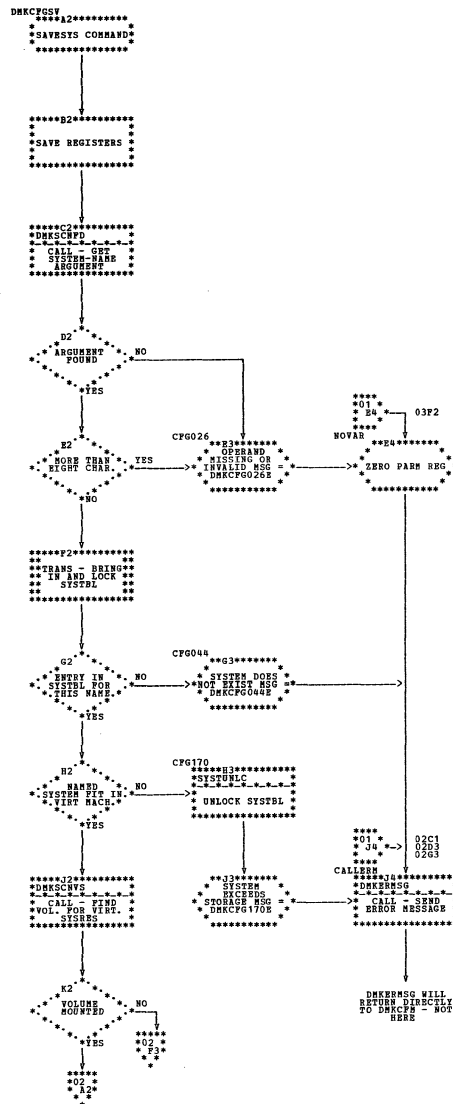 DMKCFGSV
A2
SAVESYS COMMAND
B2
SAVE REGISTERS
C2
DMKSCNFD
CALL - GET
SYSTEM-NAME
ARGUMENT
D2
ARGUMENT
FOUND
NO
YES
01
E4
03F2
NOVAR
E2
MORE THAN
EIGHT CHAR.
YES
NO
CFG026
E3
OPERAND
MISSING OR
INVALID MSG =
DMKCFG026E
E4
ZERO PARM REG
F2
TRANS - BRING
IN AND LOCK
SYSTBL
G2
ENTRY IN
SYSTBL FOR
THIS NAME.
NO
YES
CFG044
G3
SYSTEM DOES
NOT EXIST MSG =
DMKCFG044E
H2
NAMED
SYSTEM FIT IN
VIRT MACH.
NO
YES
CFG170
H3
SYSTUNLC
UNLOCK SYSTBL
01
J4
02C1
02D3
02G3
CALLERM
J2
DMKSCNVS
CALL - FIND
VOL. FOR VIRT.
SYSRES
J3
SYSTEM
EXCEEDS
STORAGE MSG =
DMKCFG170E
J4
DMKERMSG
CALL - SEND
ERROR MESSAGE
K2
VOLUME
MOUNTED
NO
YES
02
F3
02
A2
DMKERMSG WILL
RETURN DIRECTLY
TO DMKCFM - NOT
HERE